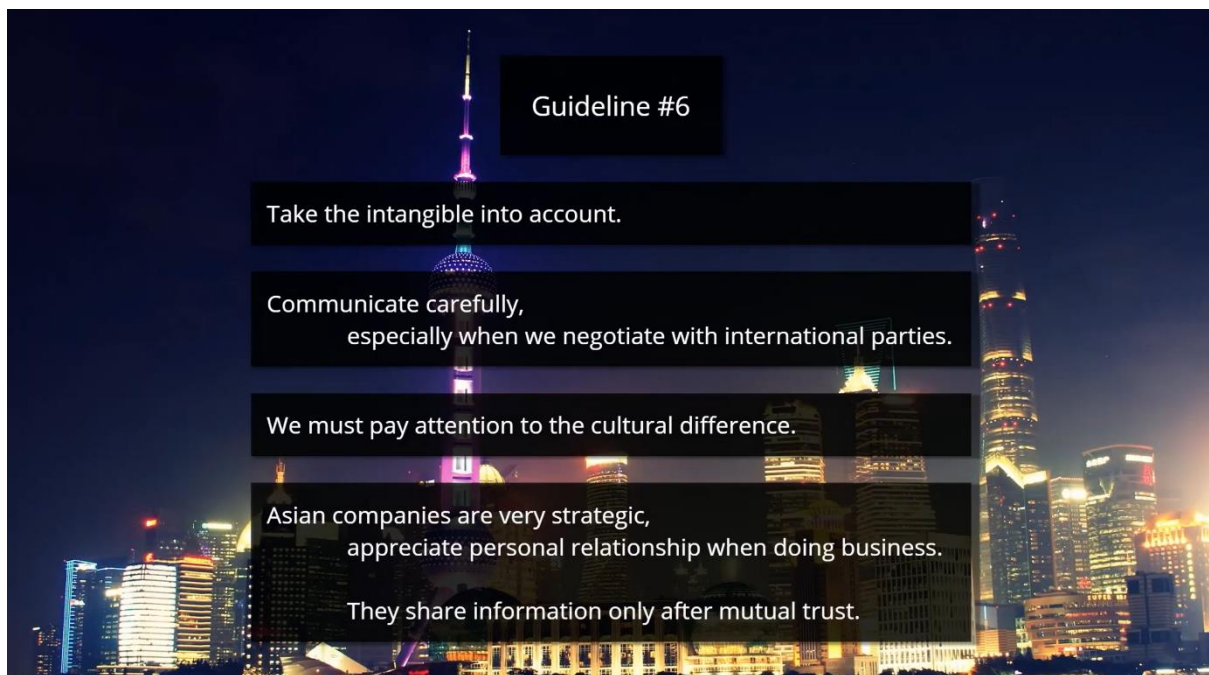 Guideline #6
Take the intangible into account.
Communicate carefully,
especially when we negotiate with international parties.
We must pay attention to the cultural difference.
Asian companies are very strategic,
appreciate personal relationship when doing business.
They share information only after mutual trust.